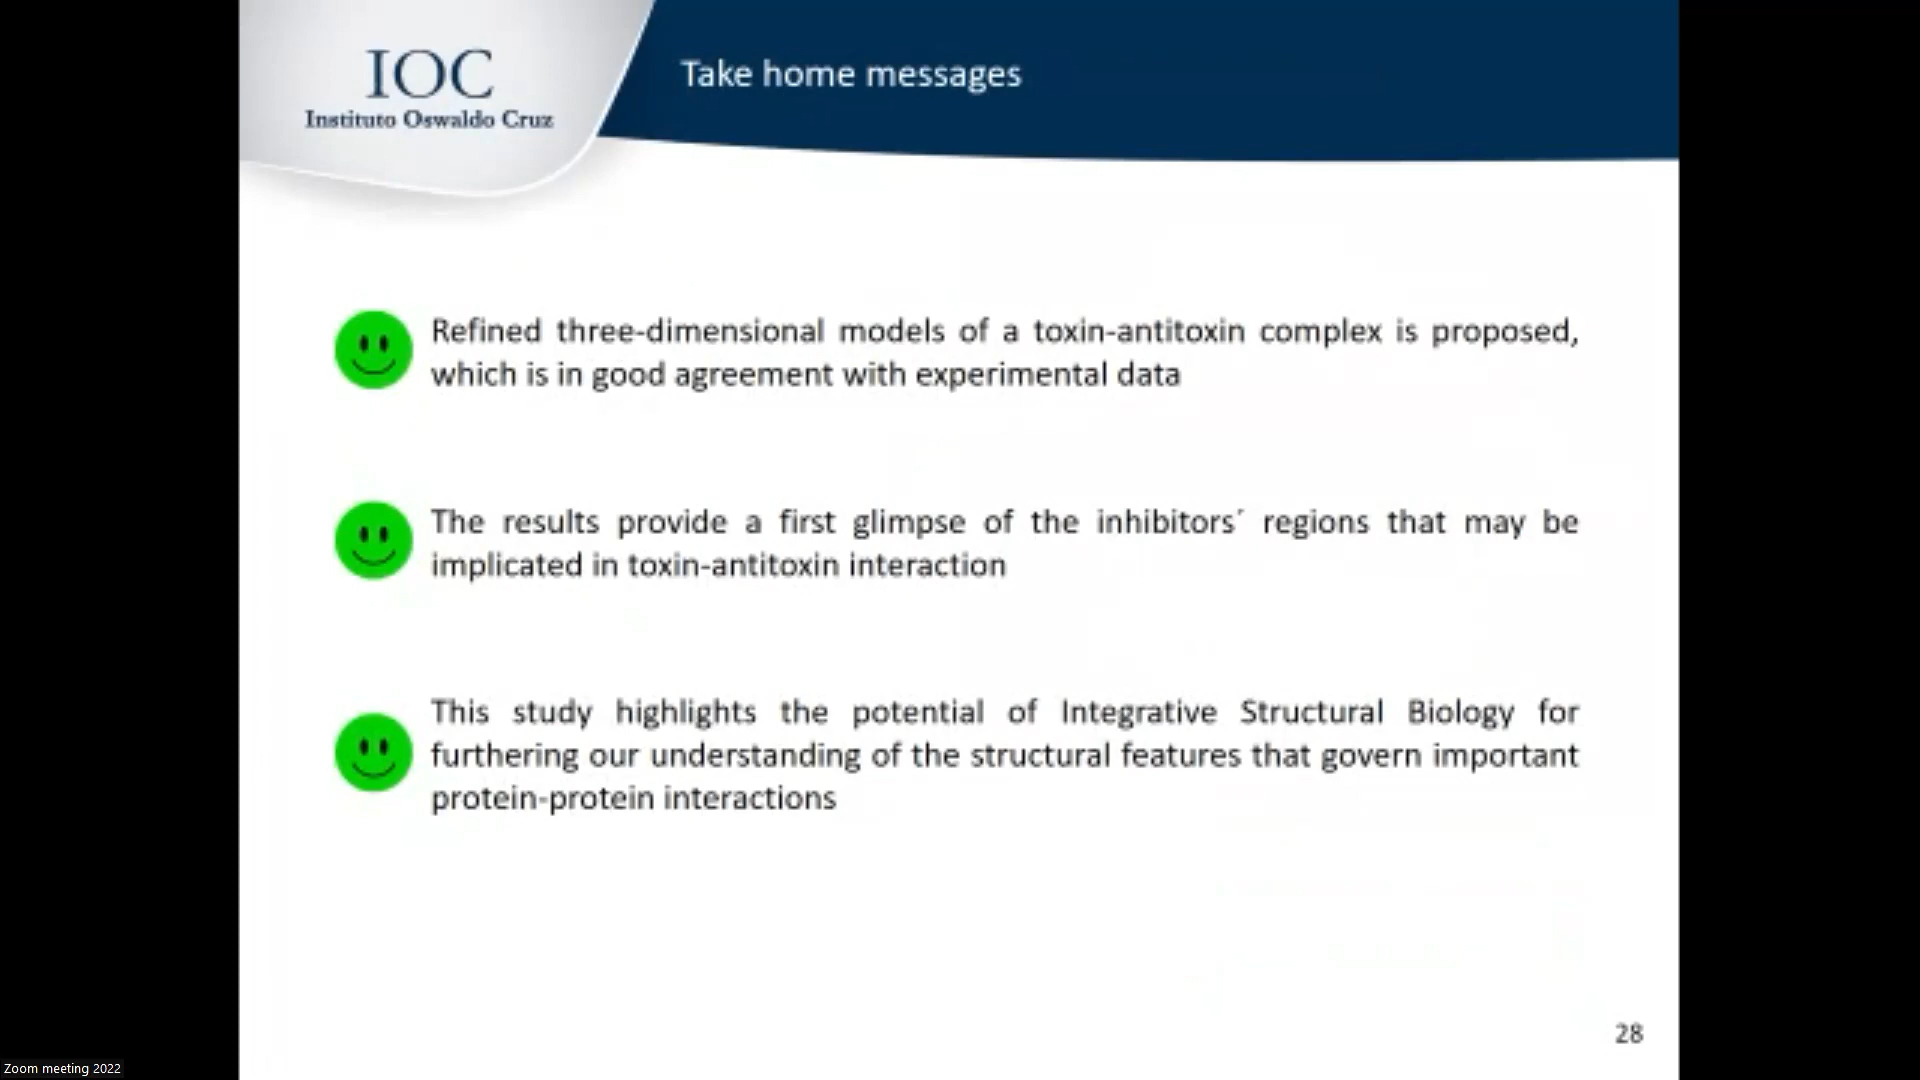 IOC
Instituto Oswaldo Cruz
Take home messages
Refined three-dimensional models of a toxin-antitoxin complex is proposed,
which is in good agreement with experimental data
The results provide a first glimpse of the inhibitors´ regions that may be
implicated in toxin-antitoxin interaction
This study highlights the potential of Integrative Structural Biology for
furthering our understanding of the structural features that govern important
protein-protein interactions
28
Zoom meeting 2022